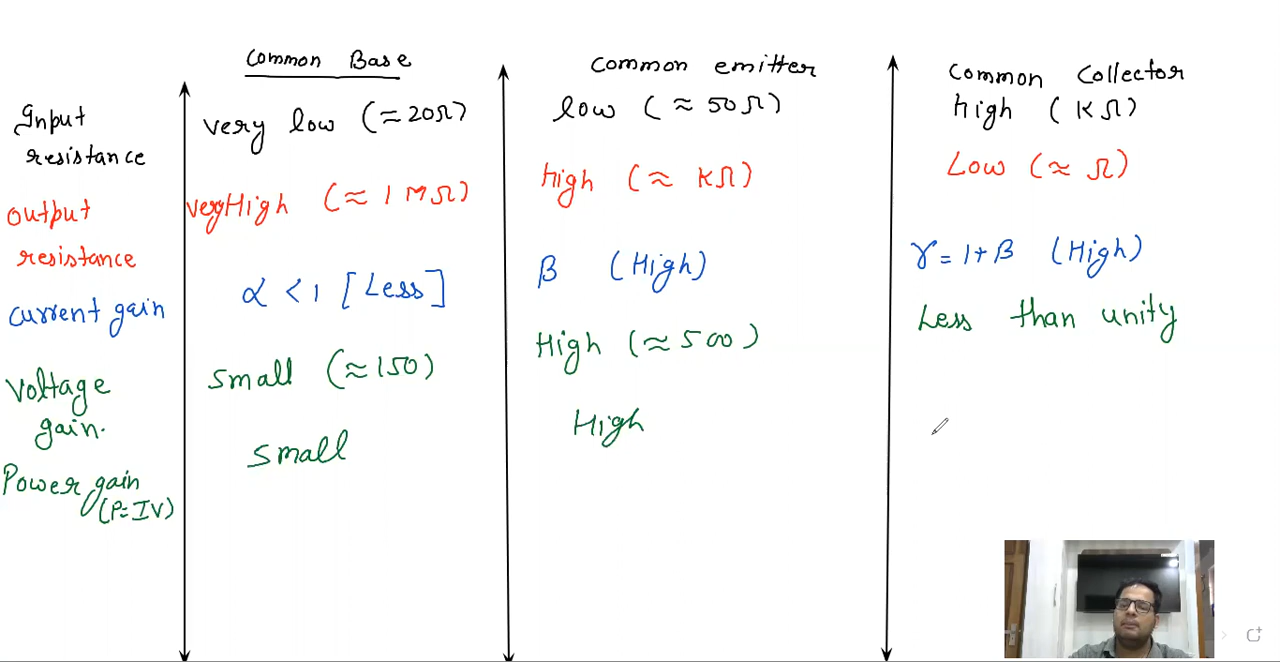 Common Base
Common emitter
Common Collector
Input resistance
very low (≈20Ω)
low (≈ 50Ω)
high (KΩ)
Output resistance
veryHigh (≈ 1 MΩ)
high (≈ KΩ)
Low (≈ Ω)
Current gain
α < 1 [Less]
β (High)
γ = 1+ β (High)
Voltage gain.
Small (≈150)
High (≈500)
Less than unity
Power gain
(P=IV)
Small
High